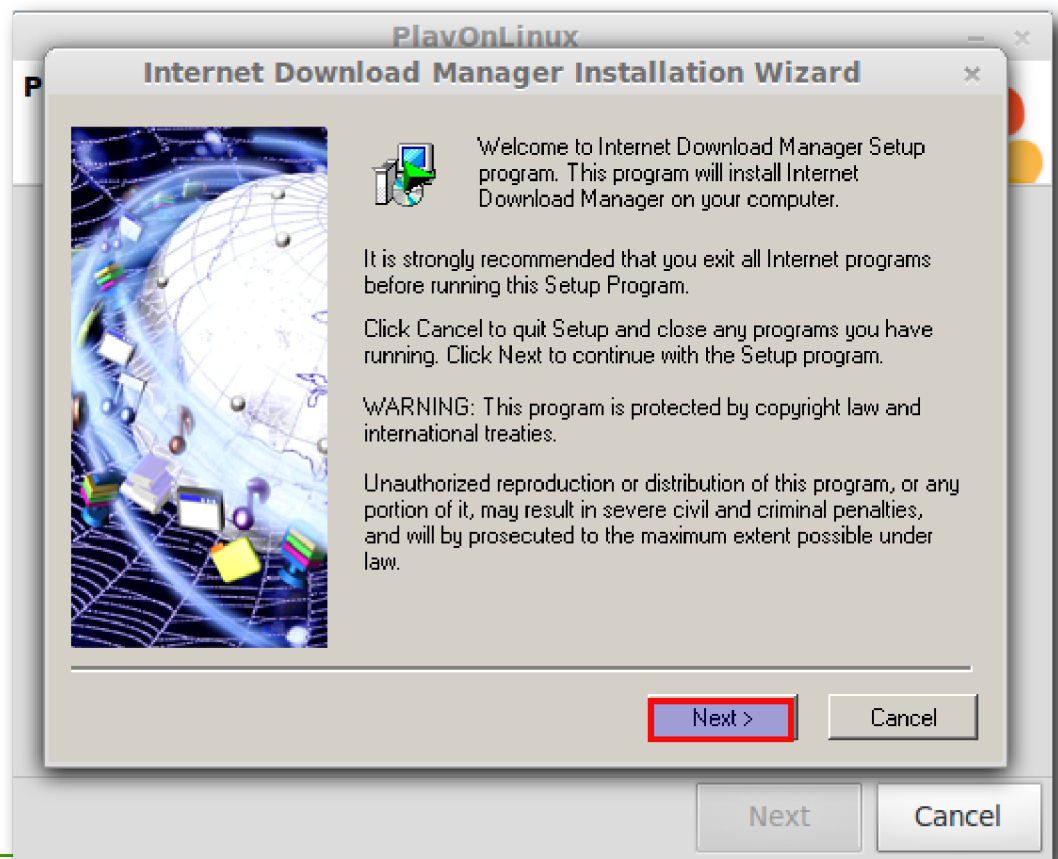 PlayOnLinux
P
Internet Download Manager Installation Wizard
Welcome to Internet Download Manager Setup
program. This program will install Internet
Download Manager on your computer.
It is strongly recommended that you exit all Internet programs
before running this Setup Program.
Click Cancel to quit Setup and close any programs you have
running. Click Next to continue with the Setup program.
WARNING: This program is protected by copyright law and
international treaties.
Unauthorized reproduction or distribution of this program, or any
portion of it, may result in severe civil and criminal penalties,
and will by prosecuted to the maximum extent possible under
law.
Next >
Cancel
Next
Cancel